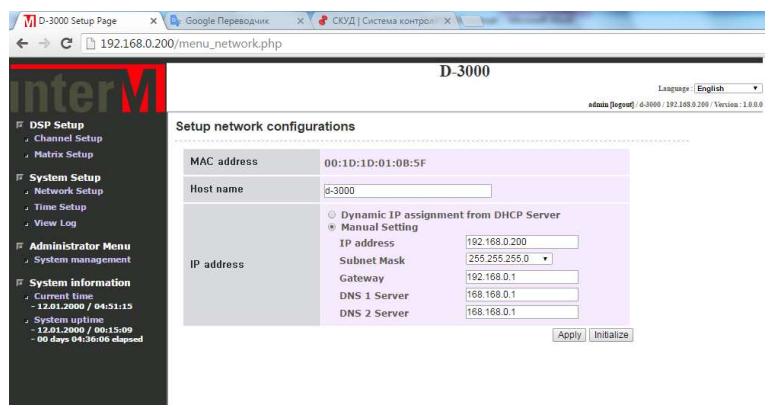 D-3000 Setup Page
Google Переводчик
СКУД | Система контрол
192.168.0.200/menu_network.php
interM
D-3000
Language : English
admin [logout] / d-3000 / 192.168.0.200 / Version : 1.0.0.0
DSP Setup
Channel Setup
Matrix Setup
System Setup
Network Setup
Time Setup
View Log
Administrator Menu
System management
System information
Current time
- 12.01.2000 / 04:51:15
System uptime
- 12.01.2000 / 00:15:09
- 00 days 04:36:06 elapsed
Setup network configurations
MAC address 00:1D:1D:01:0B:5F
Host name d-3000
IP address
Dynamic IP assignment from DHCP Server
Manual Setting
IP address 192.168.0.200
Subnet Mask 255.255.255.0
Gateway 192.168.0.1
DNS 1 Server 168.168.0.1
DNS 2 Server 168.168.0.1
Apply Initialize